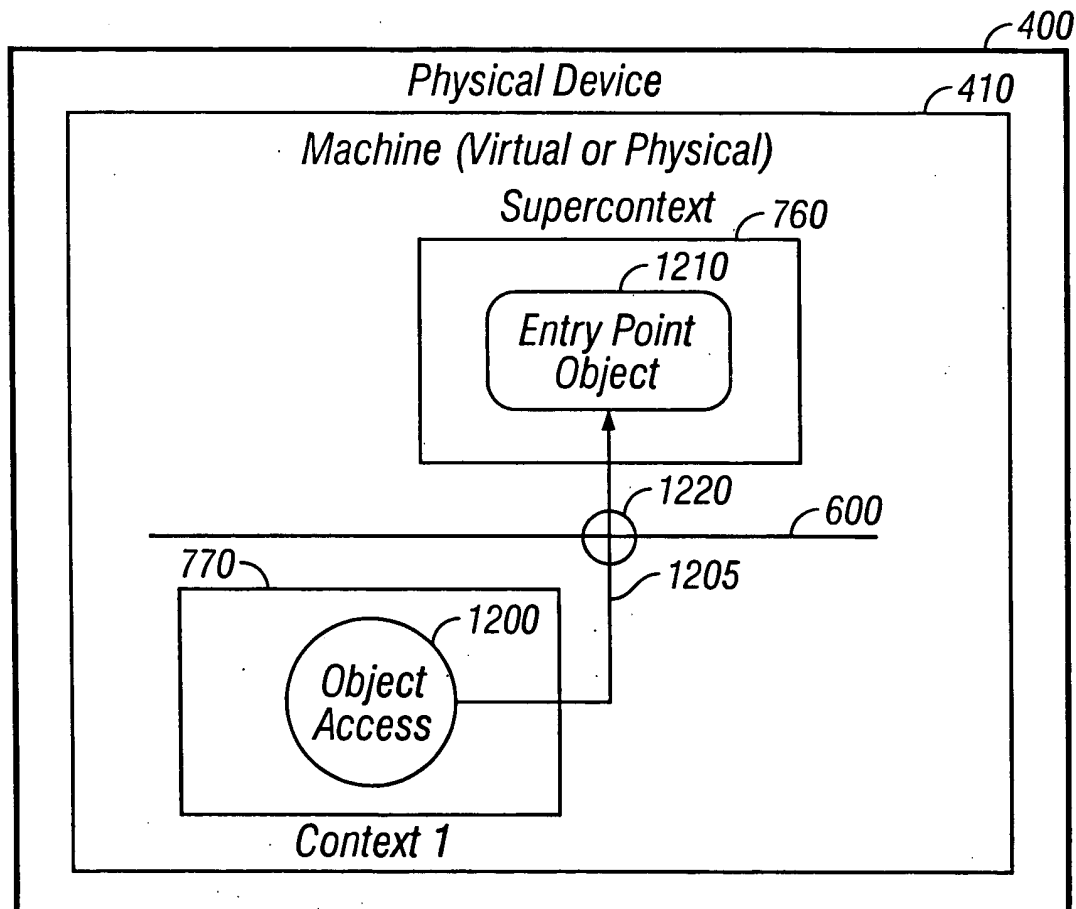 400
Physical Device
410
Machine (Virtual or Physical)
Supercontext
760
1210
Entry Point
Object
1220
600
770
1205
1200
Object
Access
Context 1